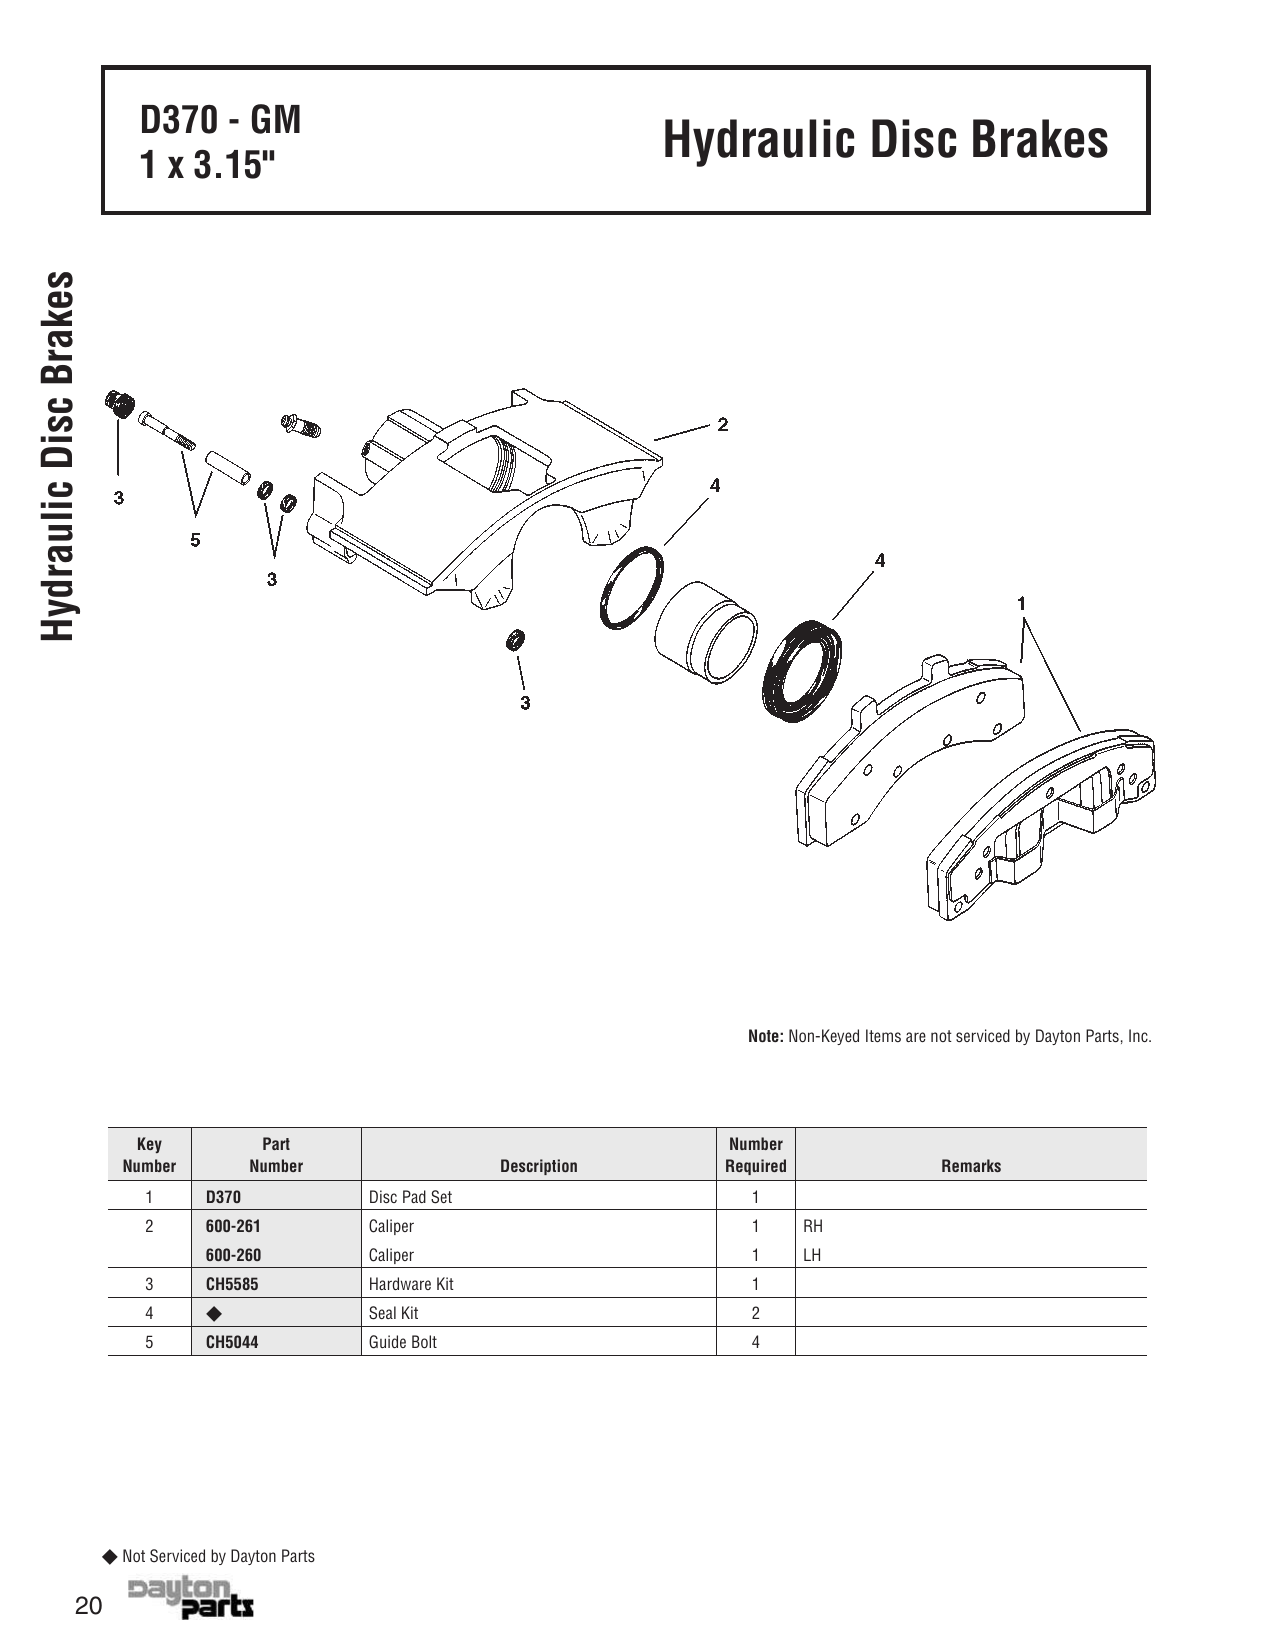 D370 - GM
1 x 3.15"
Hydraulic Disc Brakes
Hydraulic Disc Brakes
2
4
3
5
4
3
1
3
Note: Non-Keyed Items are not serviced by Dayton Parts, Inc.
Key Number Part Number Description Number Required Remarks
1 D370 Disc Pad Set 1
2 600-261 Caliper 1 RH
600-260 Caliper 1 LH
3 CH5585 Hardware Kit 1
4 ◆ Seal Kit 2
5 CH5044 Guide Bolt 4
◆ Not Serviced by Dayton Parts
20
Dayton
parts